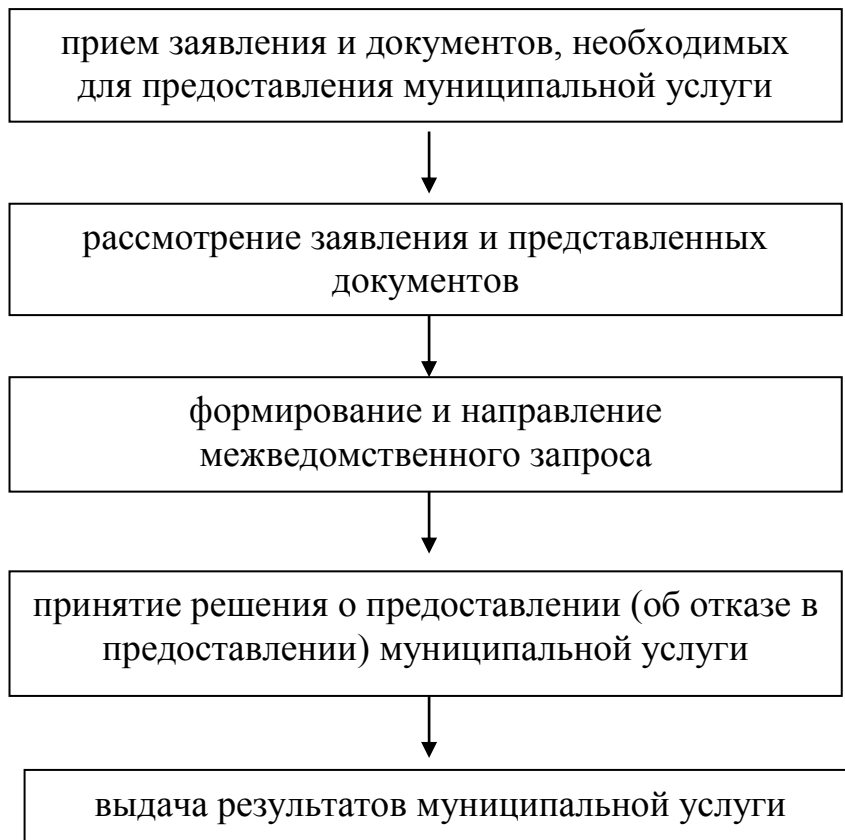 прием заявления и документов, необходимых
для предоставления муниципальной услуги
рассмотрение заявления и представленных
документов
формирование и направление
межведомственного запроса
принятие решения о предоставлении (об отказе в
предоставлении) муниципальной услуги
выдача результатов муниципальной услуги